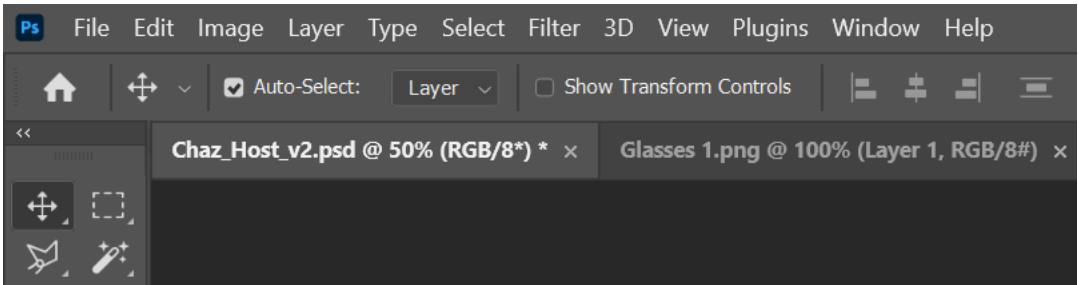 Ps File Edit Image Layer Type Select Filter 3D View Plugins Window Help
Auto-Select: Layer Show Transform Controls
Chaz_Host_v2.psd @ 50% (RGB/8*) * × Glasses 1.png @ 100% (Layer 1, RGB/8#) ×